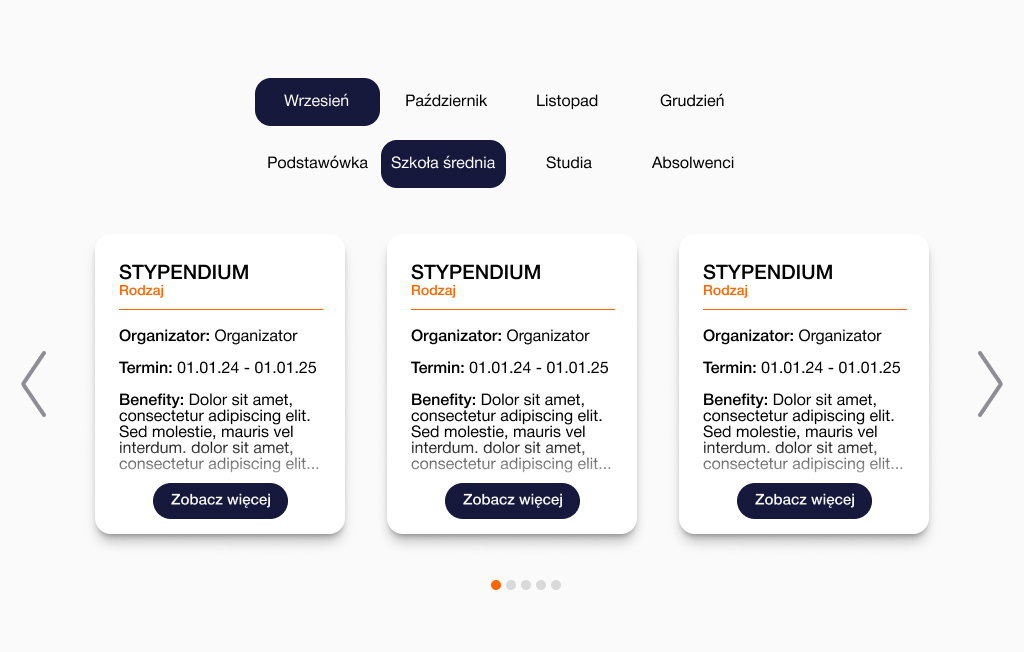 Wrzesień Październik Listopad Grudzień
Podstawówka Szkoła średnia Studia Absolwenci
STYPENDIUM
Rodzaj
Organizator: Organizator
Termin: 01.01.24 - 01.01.25
Benefity: Dolor sit amet,
consectetur adipiscing elit.
Sed molestie, mauris vel
interdum. dolor sit amet,
consectetur adipiscing elit...
Zobacz więcej
STYPENDIUM
Rodzaj
Organizator: Organizator
Termin: 01.01.24 - 01.01.25
Benefity: Dolor sit amet,
consectetur adipiscing elit.
Sed molestie, mauris vel
interdum. dolor sit amet,
consectetur adipiscing elit...
Zobacz więcej
STYPENDIUM
Rodzaj
Organizator: Organizator
Termin: 01.01.24 - 01.01.25
Benefity: Dolor sit amet,
consectetur adipiscing elit.
Sed molestie, mauris vel
interdum. dolor sit amet,
consectetur adipiscing elit...
Zobacz więcej